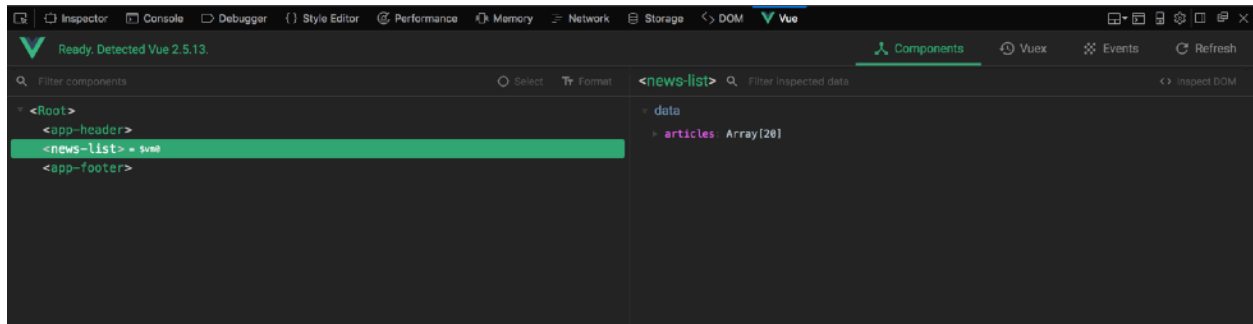 Inspector Console Debugger {} Style Editor Performance Memory Network Storage DOM Vue
Ready. Detected Vue 2.5.13. Components Vuex Events Refresh
Filter components Select Tr Format <news-list> Filter inspected data <> Inspect DOM
<Root> data
<app-header> articles: Array[20]
<news-list> = $vm0
<app-footer>